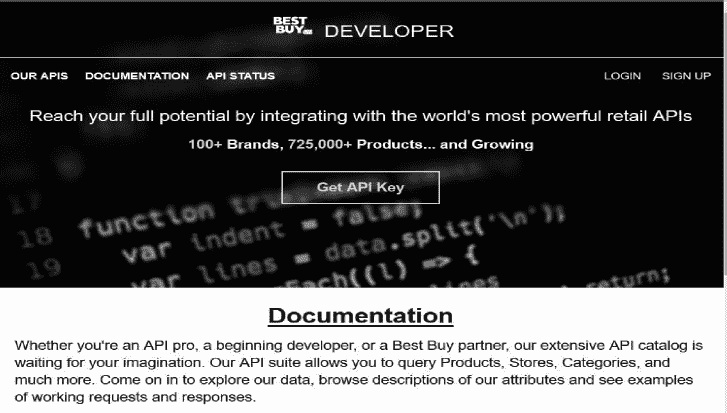 BEST
BUY
DEVELOPER
OUR APIS DOCUMENTATION API STATUS LOGIN SIGN UP
Reach your full potential by integrating with the world's most powerful retail APIs
100+ Brands, 725,000+ Products... and Growing
Get API Key
17
18 function
19 var indent = false;
var lines = data.split('\n');
((l) => {
return;
Documentation
Whether you're an API pro, a beginning developer, or a Best Buy partner, our extensive API catalog is
waiting for your imagination. Our API suite allows you to query Products, Stores, Categories, and
much more. Come on in to explore our data, browse descriptions of our attributes and see examples
of working requests and responses.